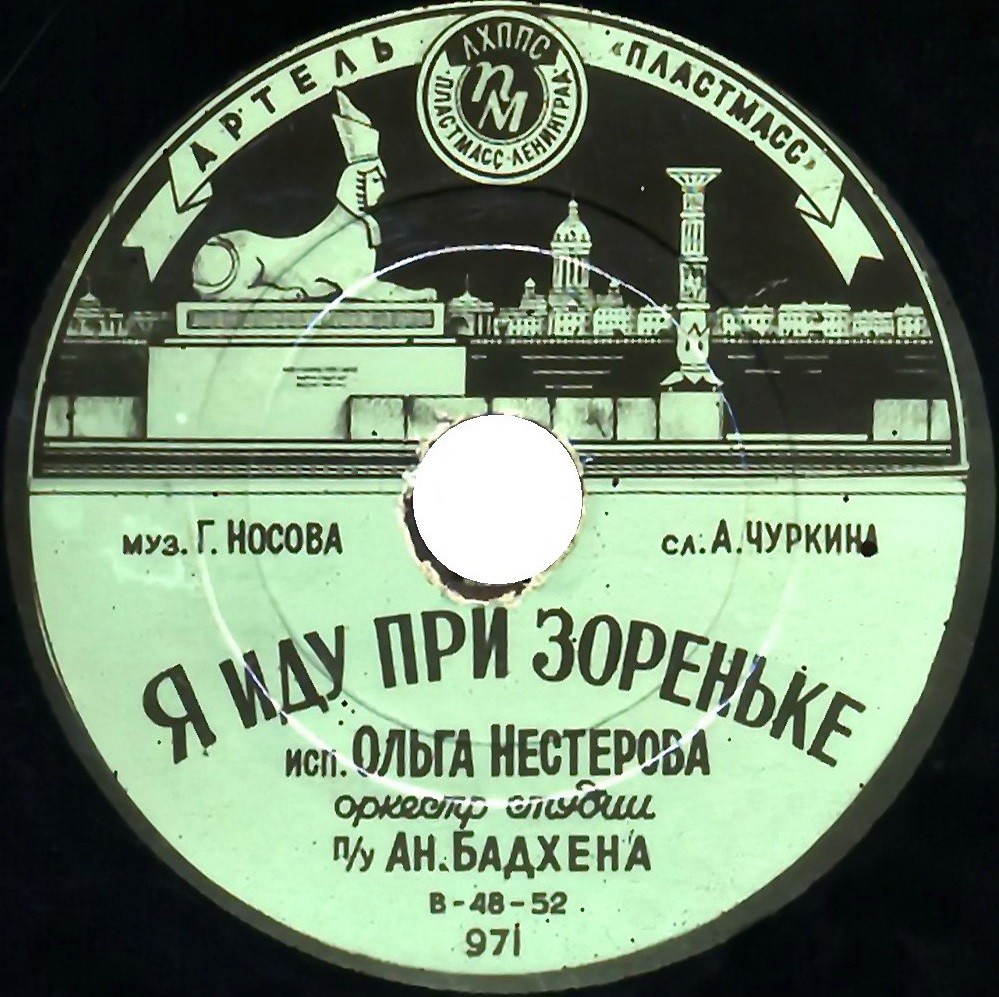 АРТЕЛЬ «ПЛАСТМАСС»
ЛХППС
ПМ
ПЛАСТМАСС·ЛЕНИНГРАД
муз. Г. НОСОВА
сл. А. ЧУРКИНА
Я ИДУ ПРИ ЗОРЕНЬКЕ
исп. ОЛЬГА НЕСТЕРОВА
оркестр студии
п/у АН. БАДХЕНА
В-48-52
971